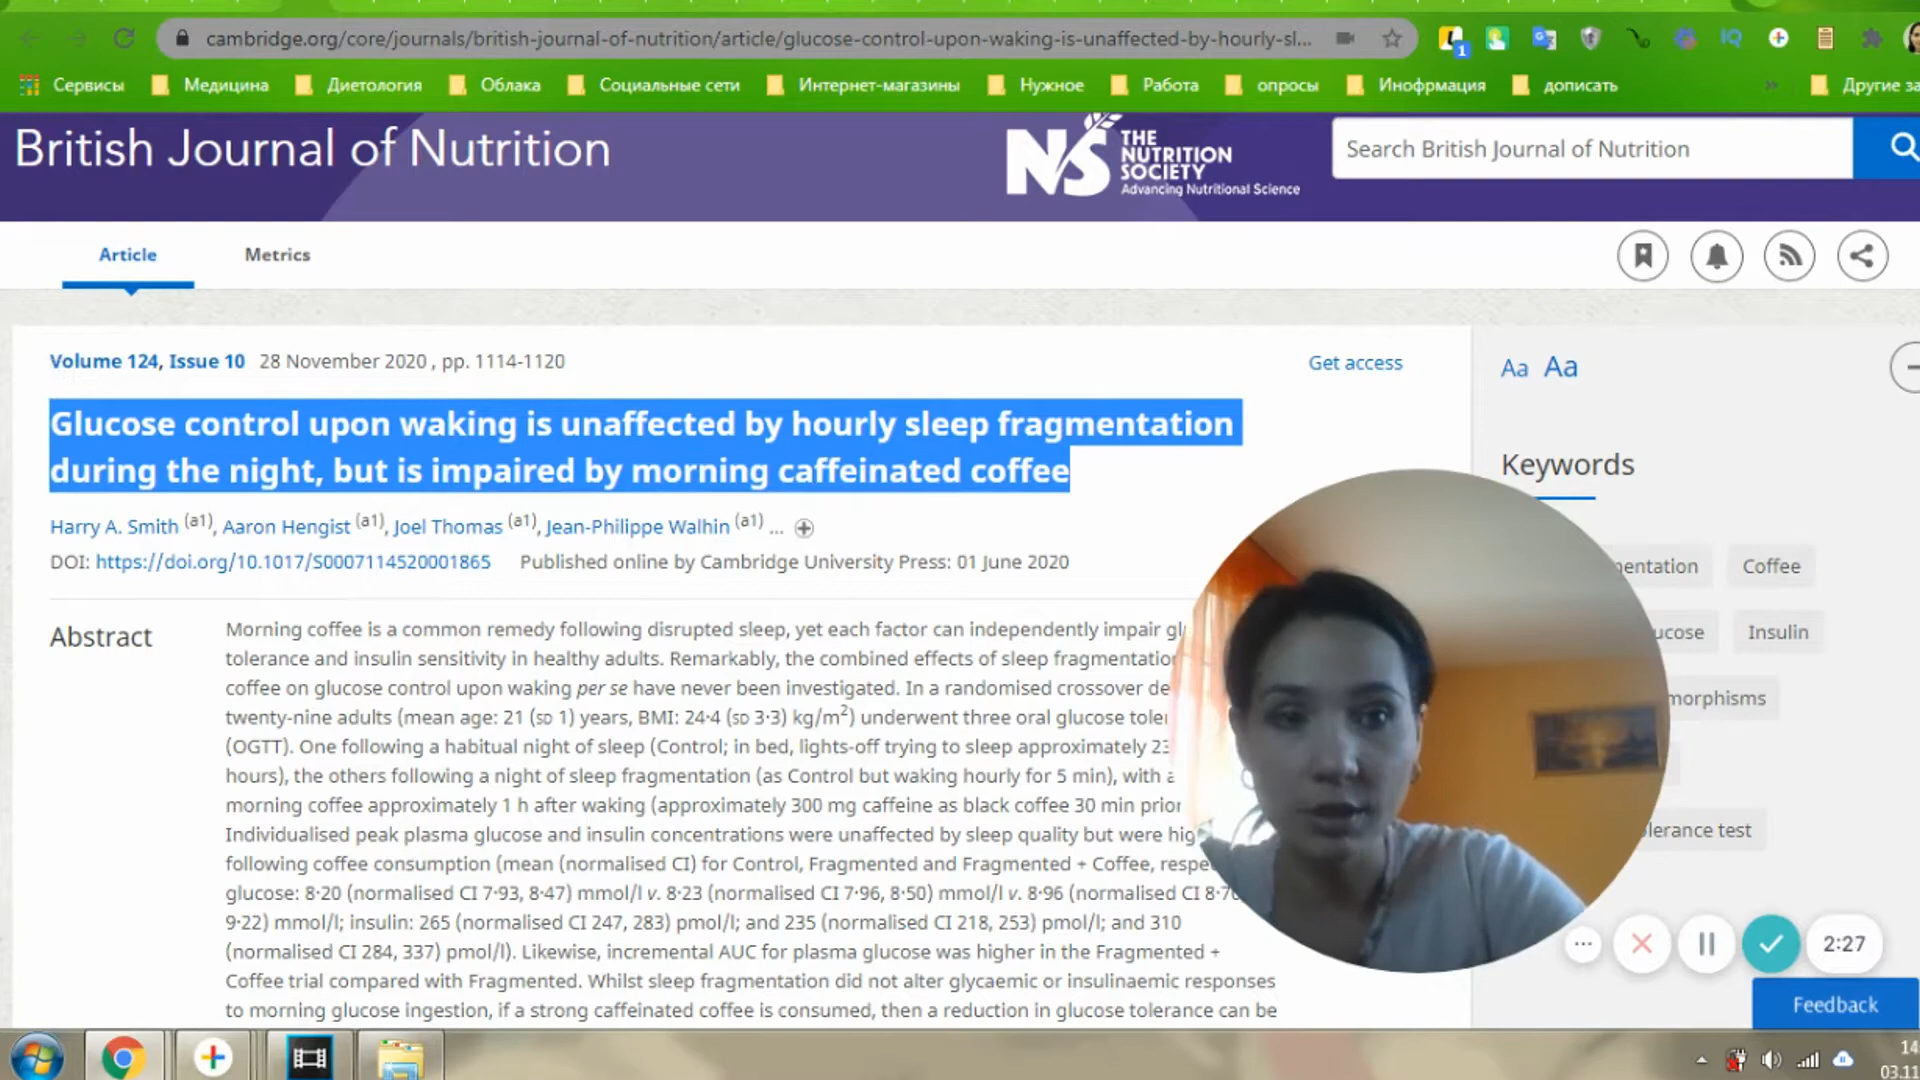 cambridge.org/core/journals/british-journal-of-nutrition/article/glucose-control-upon-waking-is-unaffected-by-hourly-sl...
1
IQ
Сервисы Медицина Диетология Облака Социальные сети Интернет-магазины Нужное Работа опросы Инофрмация дописать » Другие за
British Journal of Nutrition
NS THE NUTRITION SOCIETY
Advancing Nutritional Science
Search British Journal of Nutrition
Article Metrics
Volume 124, Issue 10 28 November 2020 , pp. 1114-1120
Get access
Aa Aa
Glucose control upon waking is unaffected by hourly sleep fragmentation
during the night, but is impaired by morning caffeinated coffee
Harry A. Smith (a1), Aaron Hengist (a1), Joel Thomas (a1), Jean-Philippe Walhin (a1) ...
DOI: https://doi.org/10.1017/S0007114520001865 Published online by Cambridge University Press: 01 June 2020
Abstract
Morning coffee is a common remedy following disrupted sleep, yet each factor can independently impair gl
tolerance and insulin sensitivity in healthy adults. Remarkably, the combined effects of sleep fragmentation
coffee on glucose control upon waking per se have never been investigated. In a randomised crossover de
twenty-nine adults (mean age: 21 (SD 1) years, BMI: 24·4 (SD 3·3) kg/m2) underwent three oral glucose toler
(OGTT). One following a habitual night of sleep (Control; in bed, lights-off trying to sleep approximately 23
hours), the others following a night of sleep fragmentation (as Control but waking hourly for 5 min), with a
morning coffee approximately 1 h after waking (approximately 300 mg caffeine as black coffee 30 min prior
Individualised peak plasma glucose and insulin concentrations were unaffected by sleep quality but were hig
following coffee consumption (mean (normalised CI) for Control, Fragmented and Fragmented + Coffee, respe
glucose: 8·20 (normalised CI 7·93, 8·47) mmol/l v. 8·23 (normalised CI 7·96, 8·50) mmol/l v. 8·96 (normalised CI 8·70
9·22) mmol/l; insulin: 265 (normalised CI 247, 283) pmol/l; and 235 (normalised CI 218, 253) pmol/l; and 310
(normalised CI 284, 337) pmol/l). Likewise, incremental AUC for plasma glucose was higher in the Fragmented +
Coffee trial compared with Fragmented. Whilst sleep fragmentation did not alter glycaemic or insulinaemic responses
to morning glucose ingestion, if a strong caffeinated coffee is consumed, then a reduction in glucose tolerance can be
Keywords
mentation Coffee
ucose Insulin
morphisms
lerance test
2:27
Feedback
14
03.11